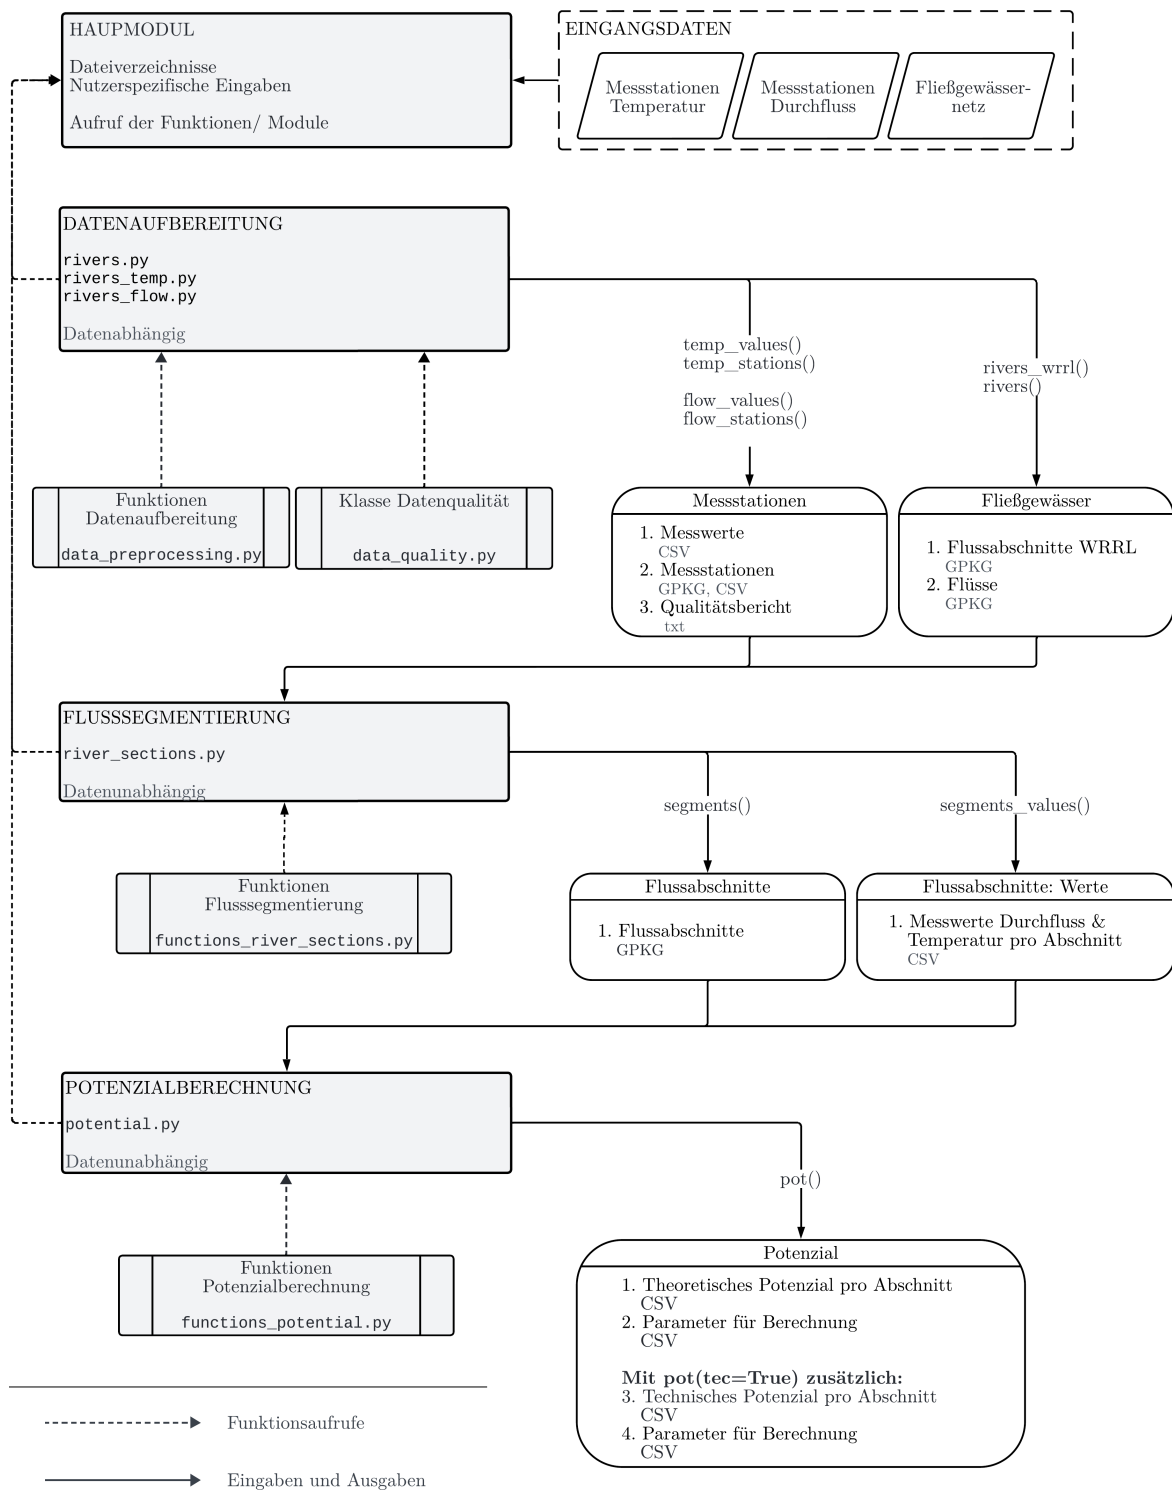 HAUPMODUL
Dateiverzeichnisse
Nutzerspezifische Eingaben
Aufruf der Funktionen/ Module
EINGANGSDATEN
Messstationen
Temperatur
Messstationen
Durchfluss
Fließgewässer-
netz
DATENAUFBEREITUNG
rivers.py
rivers_temp.py
rivers_flow.py
Datenabhängig
temp_values()
temp_stations()
flow_values()
flow_stations()
rivers_wrrl()
rivers()
Funktionen
Datenaufbereitung
data_preprocessing.py
Klasse Datenqualität
data_quality.py
Messstationen
1. Messwerte
CSV
2. Messstationen
GPKG, CSV
3. Qualitätsbericht
txt
Fließgewässer
1. Flussabschnitte WRRL
GPKG
2. Flüsse
GPKG
FLUSSSEGMENTIERUNG
river_sections.py
Datenunabhängig
segments()
segments_values()
Funktionen
Flusssegmentierung
functions_river_sections.py
Flussabschnitte
1. Flussabschnitte
GPKG
Flussabschnitte: Werte
1. Messwerte Durchfluss &
Temperatur pro Abschnitt
CSV
POTENZIALBERECHNUNG
potential.py
Datenunabhängig
pot()
Funktionen
Potenzialberechnung
functions_potential.py
Potenzial
1. Theoretisches Potenzial pro Abschnitt
CSV
2. Parameter für Berechnung
CSV
Mit pot(tec=True) zusätzlich:
3. Technisches Potenzial pro Abschnitt
CSV
4. Parameter für Berechnung
CSV
Funktionsaufrufe
Eingaben und Ausgaben